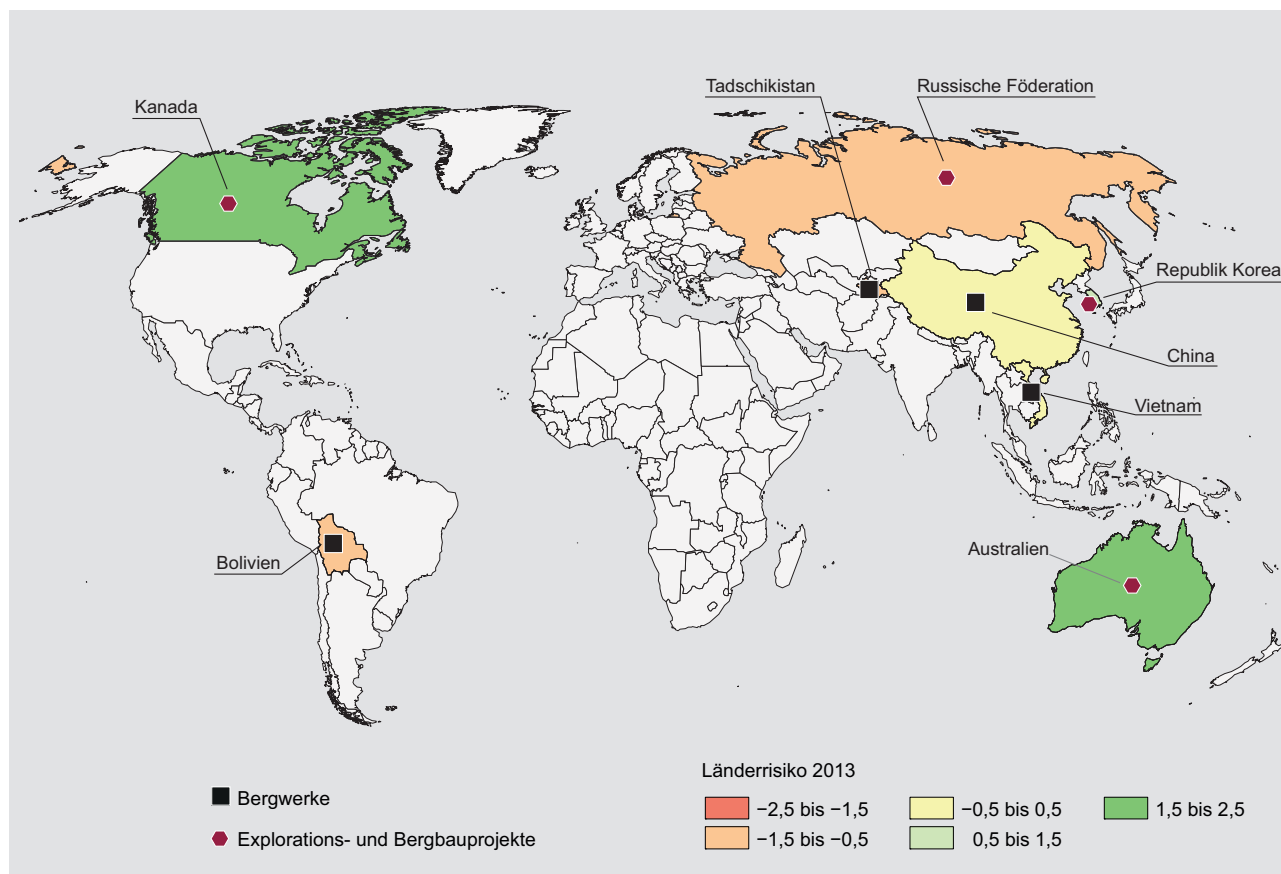 Kanada
Tadschikistan
Russische Föderation
Republik Korea
China
Vietnam
Bolivien
Australien
Bergwerke
Explorations- und Bergbauprojekte
Länderrisiko 2013
−2,5 bis −1,5
−1,5 bis −0,5
−0,5 bis 0,5
0,5 bis 1,5
1,5 bis 2,5